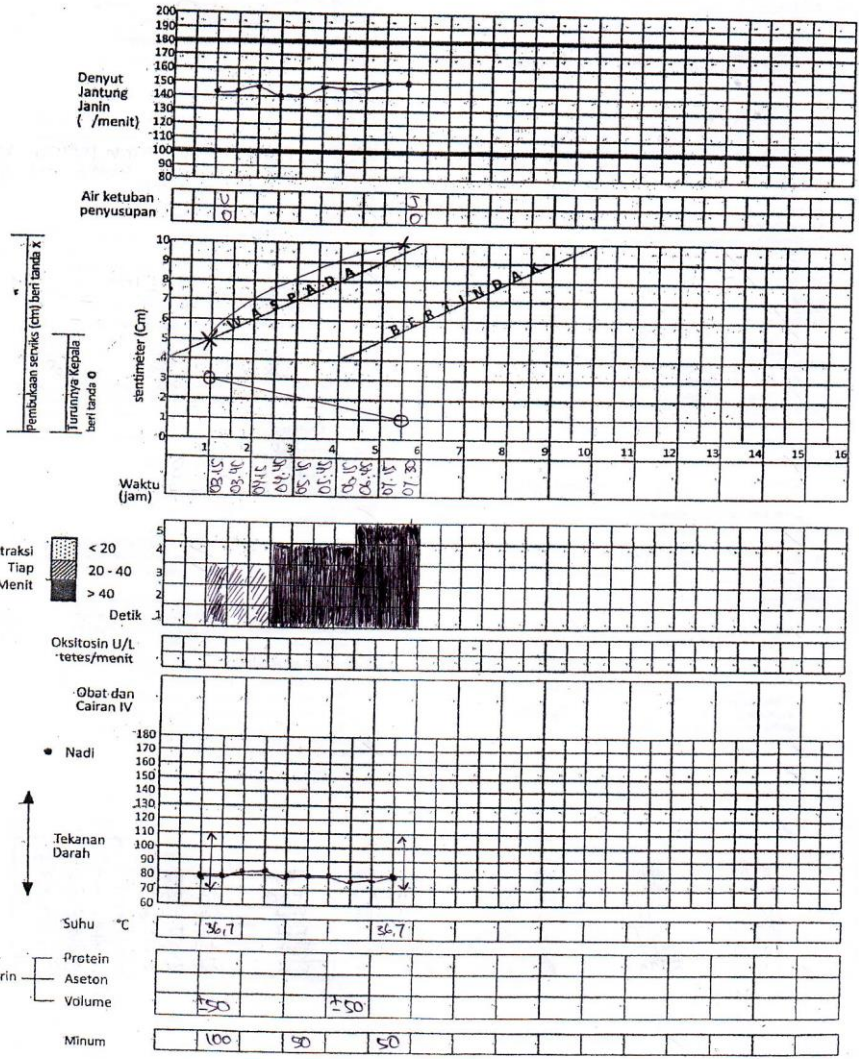 Denyut
Jantung
Janin
( /menit)
200
190
180
170
160
150
140
130
120
110
100
90
80
Air ketuban
penyusupan
U
0
U
0
Pembukaan serviks (cm) beri tanda x
Turunnya Kepala
beri tanda O
sentimeter (Cm)
10
9
8
7
6
5
4
3
2
1
0
WASPADA
BERTINDAK
1 2 3 4 5 6 7 8 9 10 11 12 13 14 15 16
Waktu
(jam)
03.15
03.45
04.15
04.45
05.15
05.45
06.15
06.45
07.15
traksi
Tiap
Menit
< 20
20 - 40
> 40
Detik
5
4
3
2
1
Oksitosin U/L
tetes/menit
Obat dan
Cairan IV
Nadi
Tekanan
Darah
180
170
160
150
140
130
120
110
100
90
80
70
60
Suhu °C
36,7
36,7
rin
Protein
Aseton
Volume
±50
±50
Minum
100
50
50